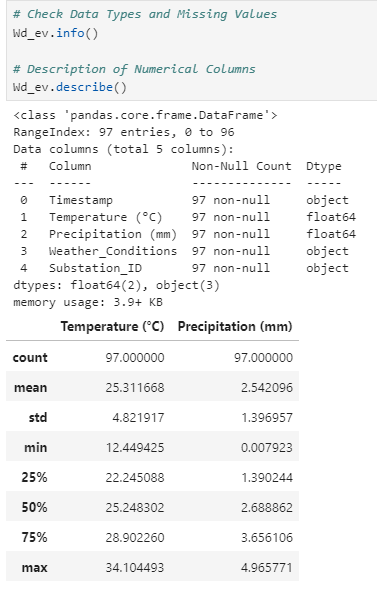 # Check Data Types and Missing Values
Wd_ev.info()
# Description of Numerical Columns
Wd_ev.describe()
<class 'pandas.core.frame.DataFrame'>
RangeIndex: 97 entries, 0 to 96
Data columns (total 5 columns):
# Column Non-Null Count Dtype
--- ------ -------------- -----
0 Timestamp 97 non-null object
1 Temperature (°C) 97 non-null float64
2 Precipitation (mm) 97 non-null float64
3 Weather_Conditions 97 non-null object
4 Substation_ID 97 non-null object
dtypes: float64(2), object(3)
memory usage: 3.9+ KB
Temperature (°C) Precipitation (mm)
count 97.000000 97.000000
mean 25.311668 2.542096
std 4.821917 1.396957
min 12.449425 0.007923
25% 22.245088 1.390244
50% 25.248302 2.688862
75% 28.902260 3.656106
max 34.104493 4.965771